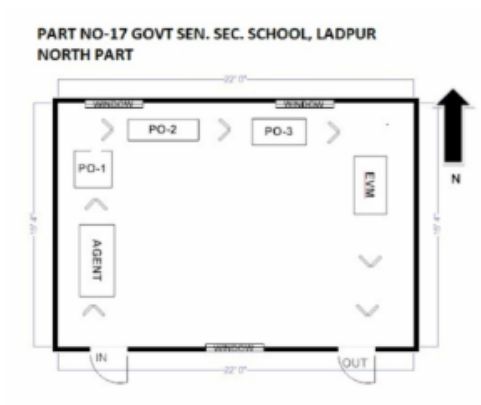 PART NO-17 GOVT SEN. SEC. SCHOOL, LADPUR
NORTH PART
22' 0"
WINDOW WINDOW
PO-2 PO-3
PO-1
EVM
N
AGENT
WINDOW
IN OUT
22' 0"